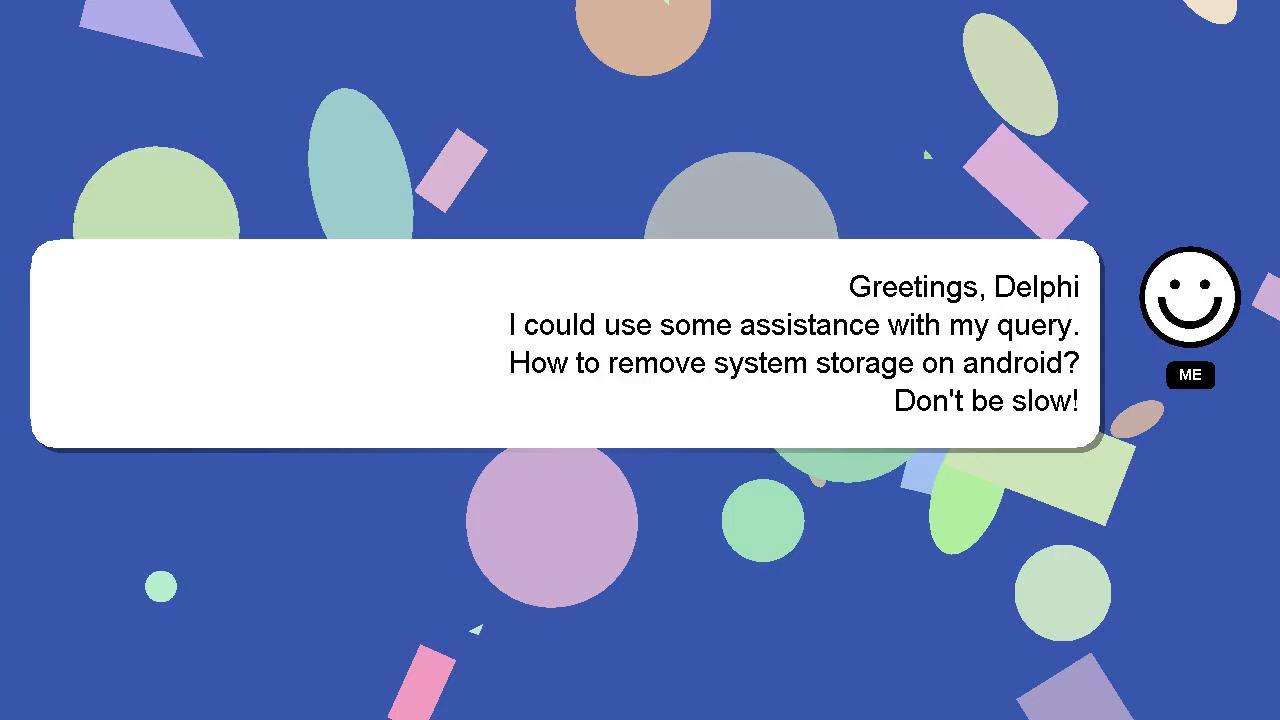 Greetings, Delphi
I could use some assistance with my query.
How to remove system storage on android?
Don't be slow!
ME